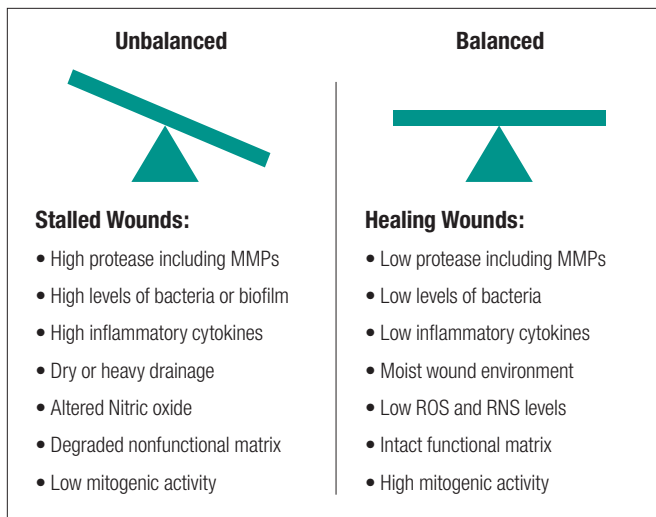 Unbalanced
Stalled Wounds:
• High protease including MMPs
• High levels of bacteria or biofilm
• High inflammatory cytokines
• Dry or heavy drainage
• Altered Nitric oxide
• Degraded nonfunctional matrix
• Low mitogenic activity
Balanced
Healing Wounds:
• Low protease including MMPs
• Low levels of bacteria
• Low inflammatory cytokines
• Moist wound environment
• Low ROS and RNS levels
• Intact functional matrix
• High mitogenic activity